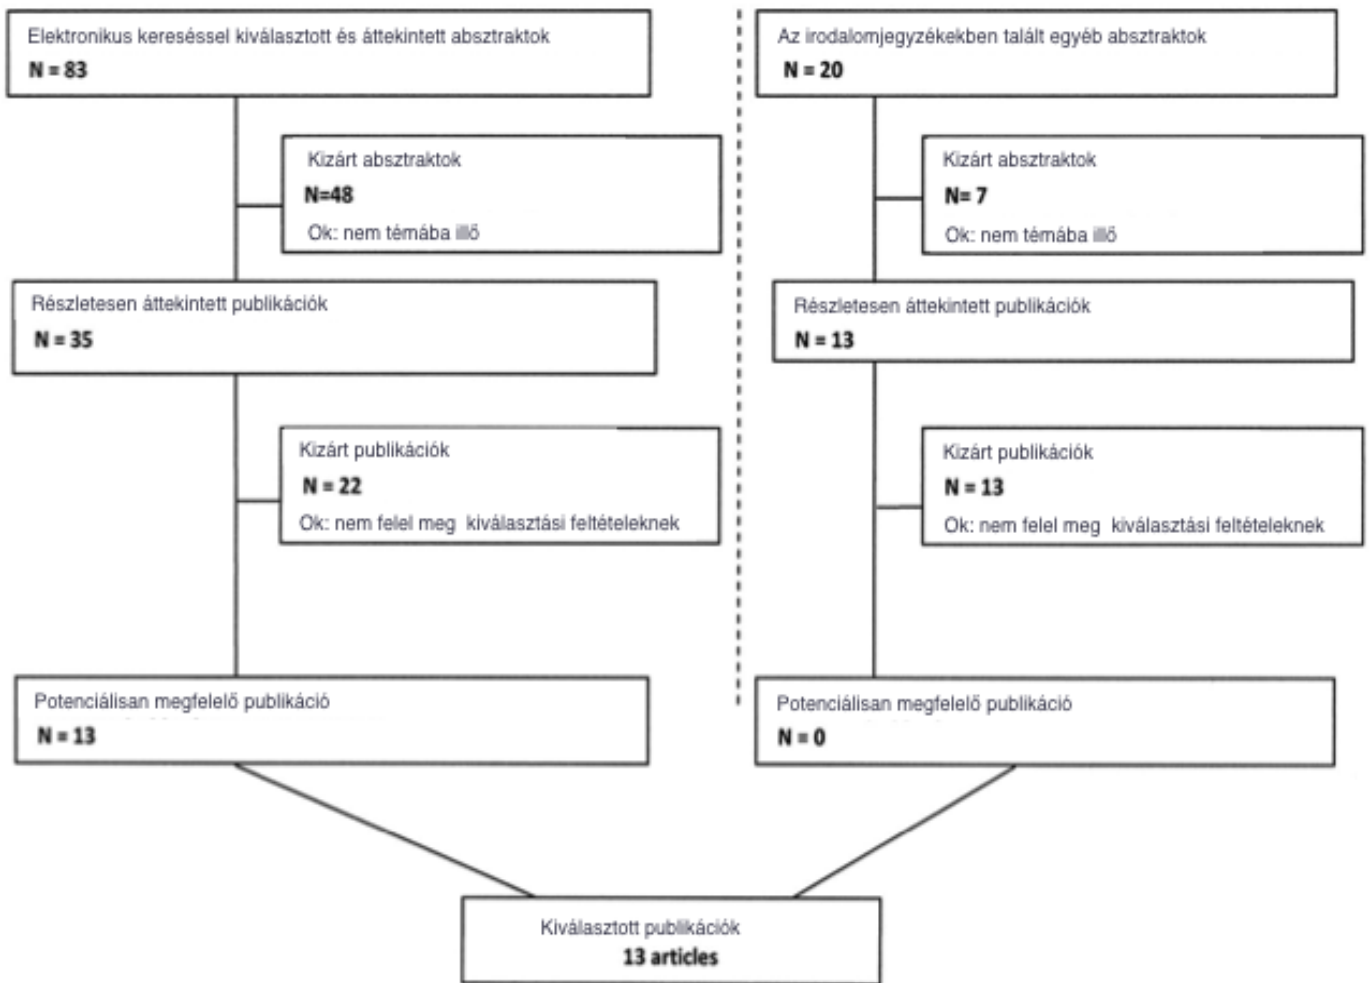 Elektronikus kereséssel kiválasztott és áttekintett absztraktok
N = 83
Kizárt absztraktok
N=48
Ok: nem témába illő
Részletesen áttekintett publikációk
N = 35
Kizárt publikációk
N = 22
Ok: nem felel meg kiválasztási feltételeknek
Potenciálisan megfelelő publikáció
N = 13
Az irodalomjegyzékekben talált egyéb absztraktok
N = 20
Kizárt absztraktok
N= 7
Ok: nem témába illő
Részletesen áttekintett publikációk
N = 13
Kizárt publikációk
N = 13
Ok: nem felel meg kiválasztási feltételeknek
Potenciálisan megfelelő publikáció
N = 0
Kiválasztott publikációk
13 articles